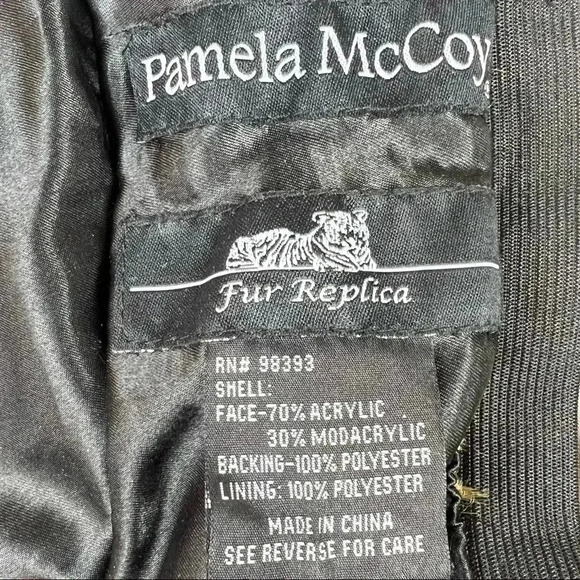 Pamela McCoy
Fur Replica
RN# 98393
SHELL:
FACE-70% ACRYLIC
30% MODACRYLIC
BACKING-100% POLYESTER
LINING: 100% POLYESTER
MADE IN CHINA
SEE REVERSE FOR CARE